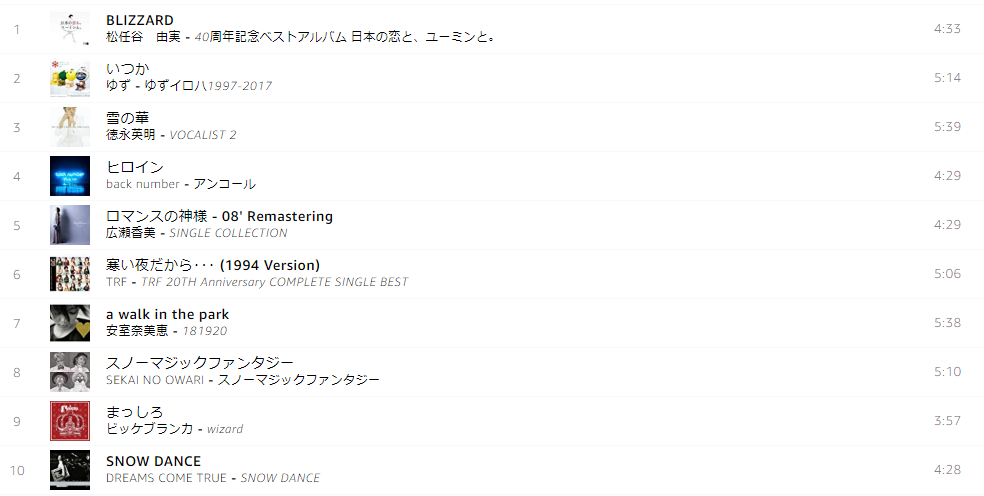 1
BLIZZARD
松任谷　由実 - 40周年記念ベストアルバム 日本の恋と、ユーミンと。
4:33
2
いつか
ゆず - ゆずイロハ1997-2017
5:14
3
雪の華
徳永英明 - VOCALIST 2
5:39
4
ヒロイン
back number - アンコール
4:29
5
ロマンスの神様 - 08' Remastering
広瀬香美 - SINGLE COLLECTION
4:29
6
寒い夜だから･･･ (1994 Version)
TRF - TRF 20TH Anniversary COMPLETE SINGLE BEST
5:06
7
a walk in the park
安室奈美恵 - 181920
5:38
8
スノーマジックファンタジー
SEKAI NO OWARI - スノーマジックファンタジー
5:10
9
まっしろ
ビッケブランカ - wizard
3:57
10
SNOW DANCE
DREAMS COME TRUE - SNOW DANCE
4:28